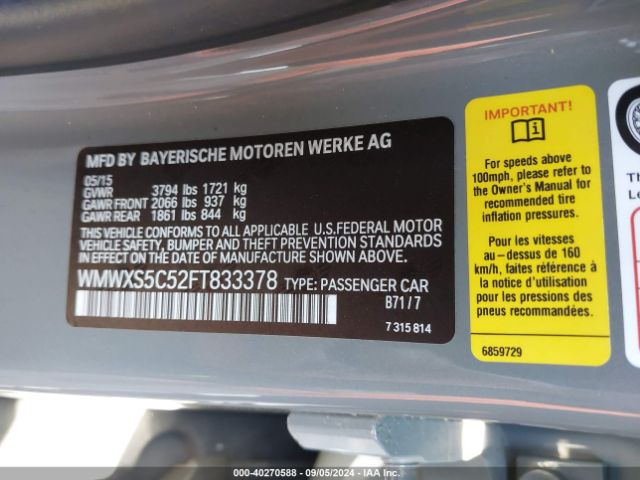 MFD BY BAYERISCHE MOTOREN WERKE AG
05/15
GVWR 3794 lbs 1721 kg
GAWR FRONT 2066 lbs 937 kg
GAWR REAR 1861 lbs 844 kg
THIS VEHICLE CONFORMS TO ALL APPLICABLE U.S.FEDERAL MOTOR
VEHICLE SAFETY, BUMPER AND THEFT PREVENTION STANDARDS
IN EFFECT ON THE DATE OF MANUFACTURE SHOWN ABOVE.
WMWXS5C52FT833378 TYPE: PASSENGER CAR
B71/7
7 315 814
IMPORTANT!
For speeds above
100mph, please refer to
the Owner's Manual for
recommended tire
inflation pressures.
Pour les vitesses
au – dessus de 160
km/h, faites référence à
la notice d'utilisation
pour les pressions des
pneus recommandées.
6859729
Th
Le
000-40270588 - 09/05/2024 - IAA Inc.